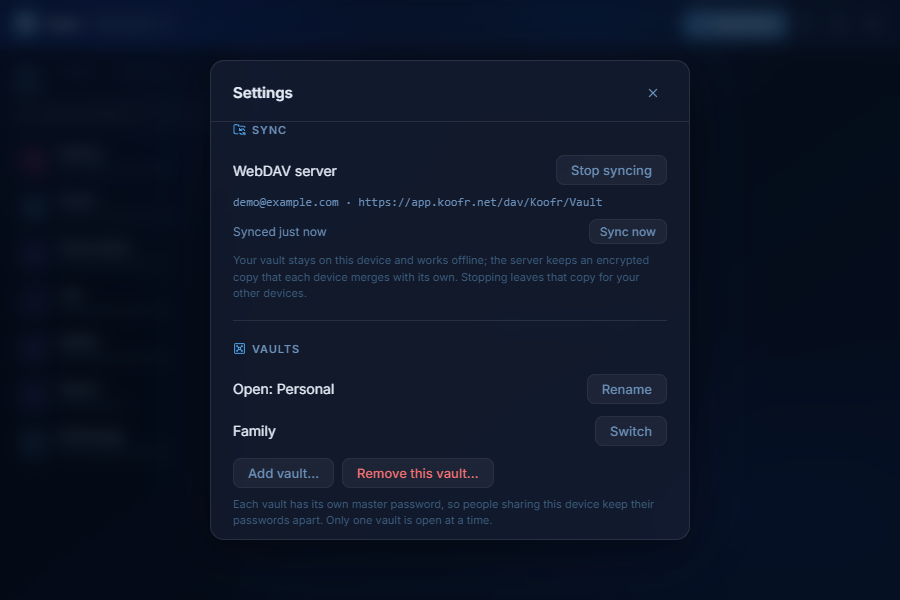 Settings
SYNC
WebDAV server
Stop syncing
demo@example.com · https://app.koofr.net/dav/Koofr/Vault
Synced just now
Sync now
Your vault stays on this device and works offline; the server keeps an encrypted
copy that each device merges with its own. Stopping leaves that copy for your
other devices.
VAULTS
Open: Personal
Rename
Family
Switch
Add vault...
Remove this vault...
Each vault has its own master password, so people sharing this device keep their
passwords apart. Only one vault is open at a time.